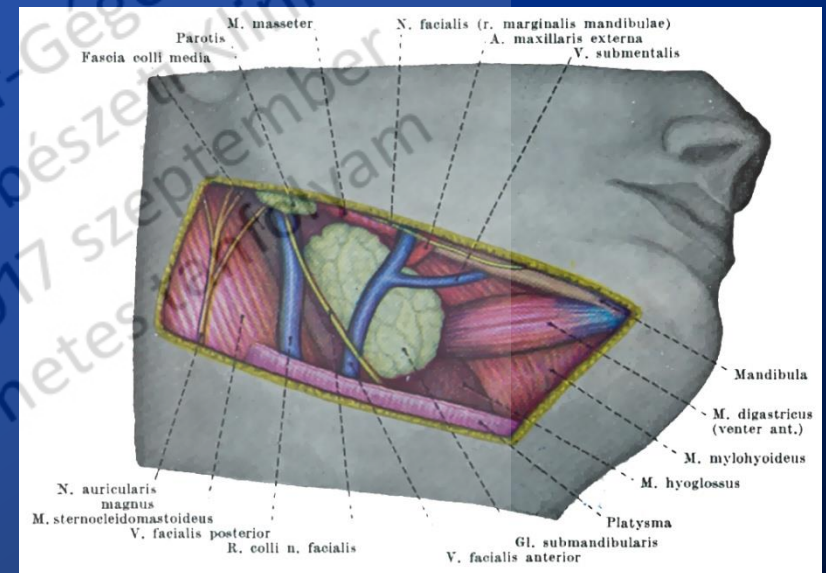 M. masseter
Parotis
Fascia colli media
N. facialis (r. marginalis mandibulae)
A. maxillaris externa
V. submentalis
Mandibula
M. digastricus
(venter ant.)
M. mylohyoideus
M. hyoglossus
Platysma
Gl. submandibularis
V. facialis anterior
N. auricularis
magnus
M. sternocleidomastoideus
V. facialis posterior
R. colli n. facialis
szeptember